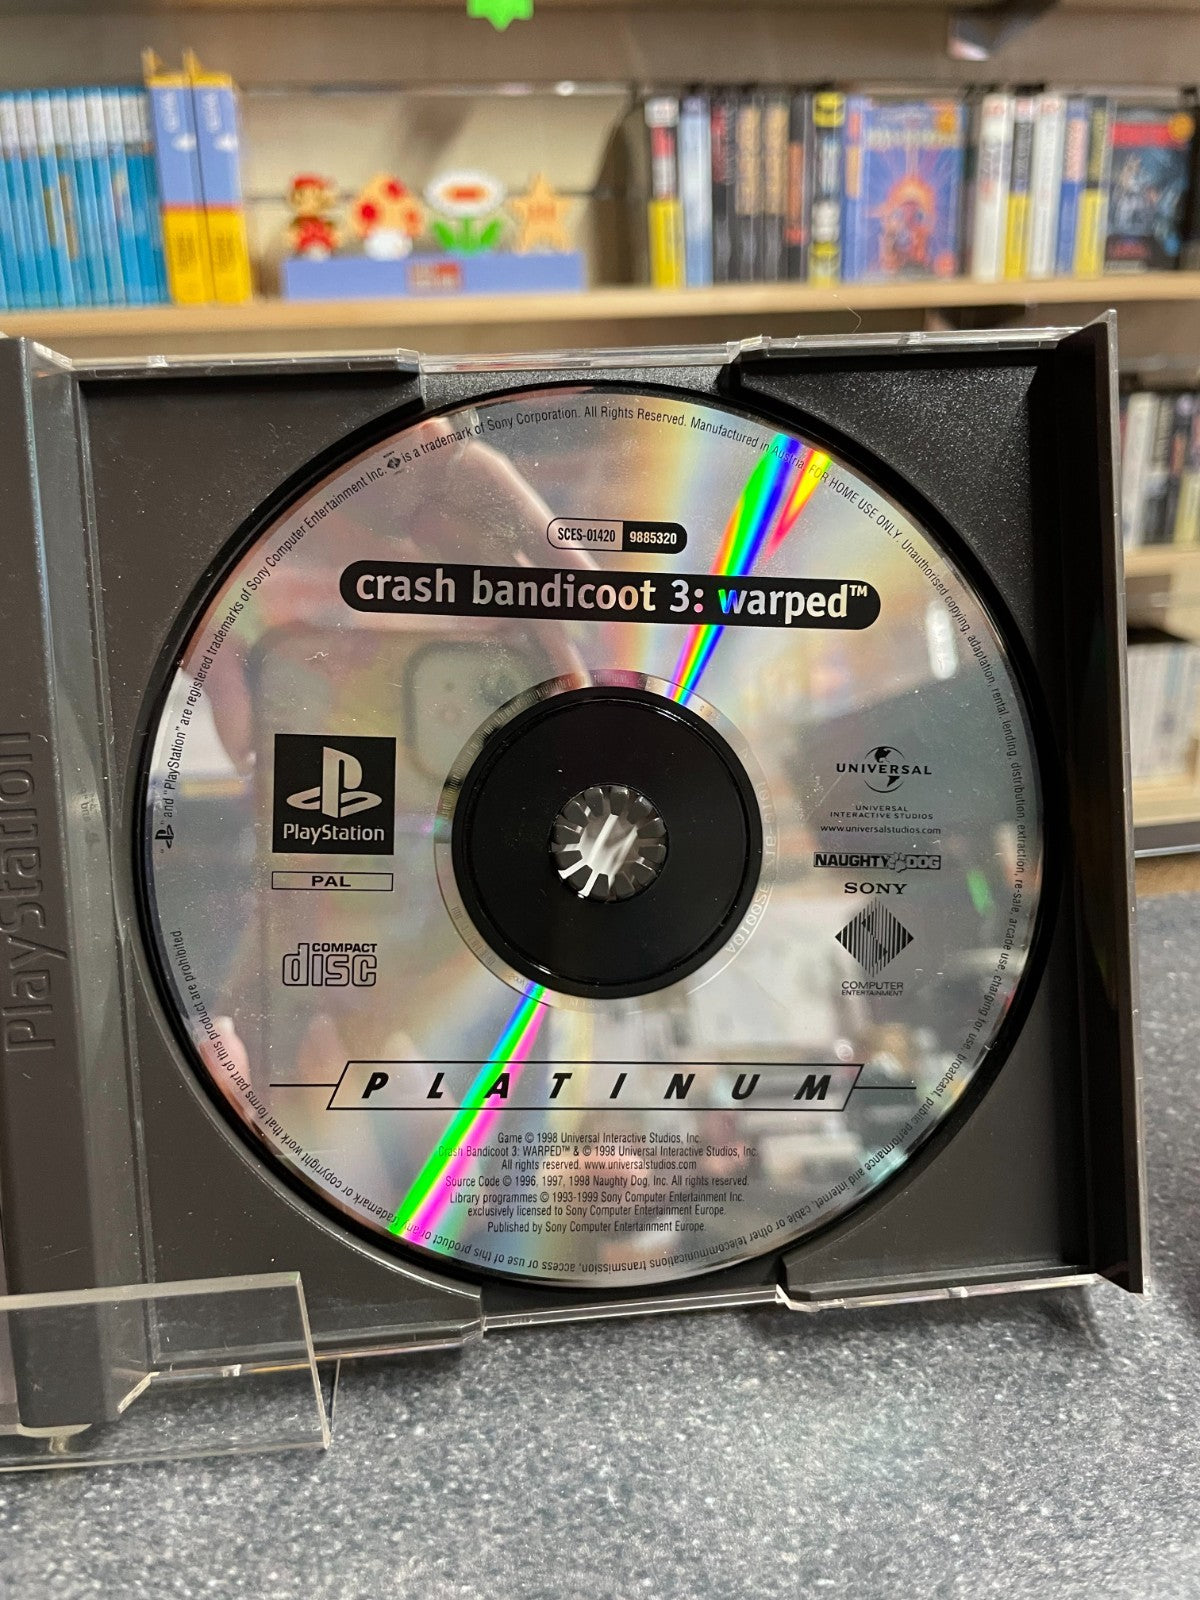 SCES-01420 9885320
crash bandicoot 3: warped™
PlayStation
PAL
COMPACT
disc
UNIVERSAL
UNIVERSAL
INTERACTIVE STUDIOS
www.universalstudios.com
NAUGHTY DOG
SONY
COMPUTER
ENTERTAINMENT
PLATINUM
Game © 1998 Universal Interactive Studios, Inc.
Crash Bandicoot 3: WARPED™ & © 1998 Universal Interactive Studios, Inc.
All rights reserved. www.universalstudios.com
Source Code © 1996, 1997, 1998 Naughty Dog, Inc. All rights reserved.
Library programmes © 1993-1999 Sony Computer Entertainment Inc.
exclusively licensed to Sony Computer Entertainment Europe.
Published by Sony Computer Entertainment Europe.
" " and "PlayStation" are registered trademarks of Sony Computer Entertainment Inc. is a trademark of Sony Corporation. All Rights Reserved. Manufactured in Austria. FOR HOME USE ONLY. Unauthorised copying, adaptation, rental, lending, distribution, extraction, re-sale, arcade use, charging for use, broadcast, public performance and internet, cable or other telecommunications transmission, access or use of this product or any trademark or copyright work that forms part of this product are prohibited
PlayStation